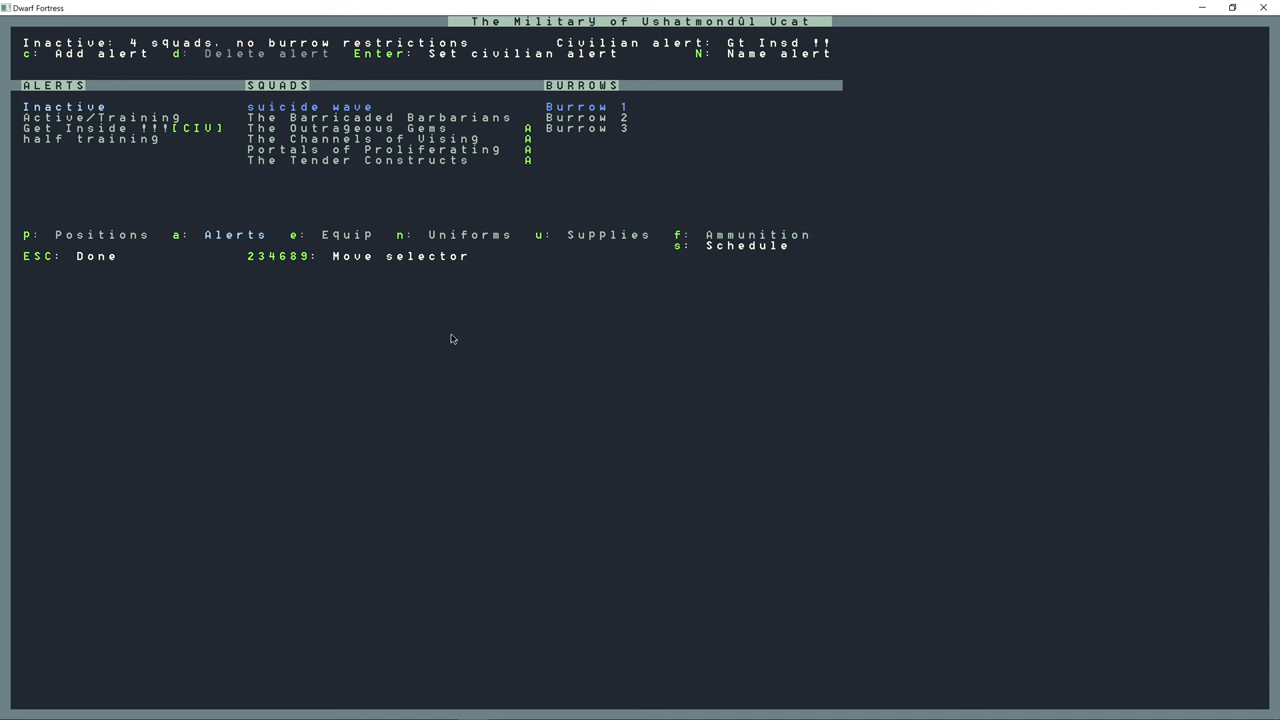 Dwarf Fortress
The Military of Ushatmondûl Ucat
Inactive: 4 squads, no burrow restrictions Civilian alert: Gt Insd !!
c: Add alert d: Delete alert Enter: Set civilian alert N: Name alert
ALERTS SQUADS BURROWS
Inactive suicide wave Burrow 1
Active/Training The Barricaded Barbarians Burrow 2
Get Inside !!![CIV] The Outrageous Gems A Burrow 3
half training The Channels of Vising A
Portals of Proliferating A
The Tender Constructs A
p: Positions a: Alerts e: Equip n: Uniforms u: Supplies f: Ammunition
s: Schedule
ESC: Done 234689: Move selector